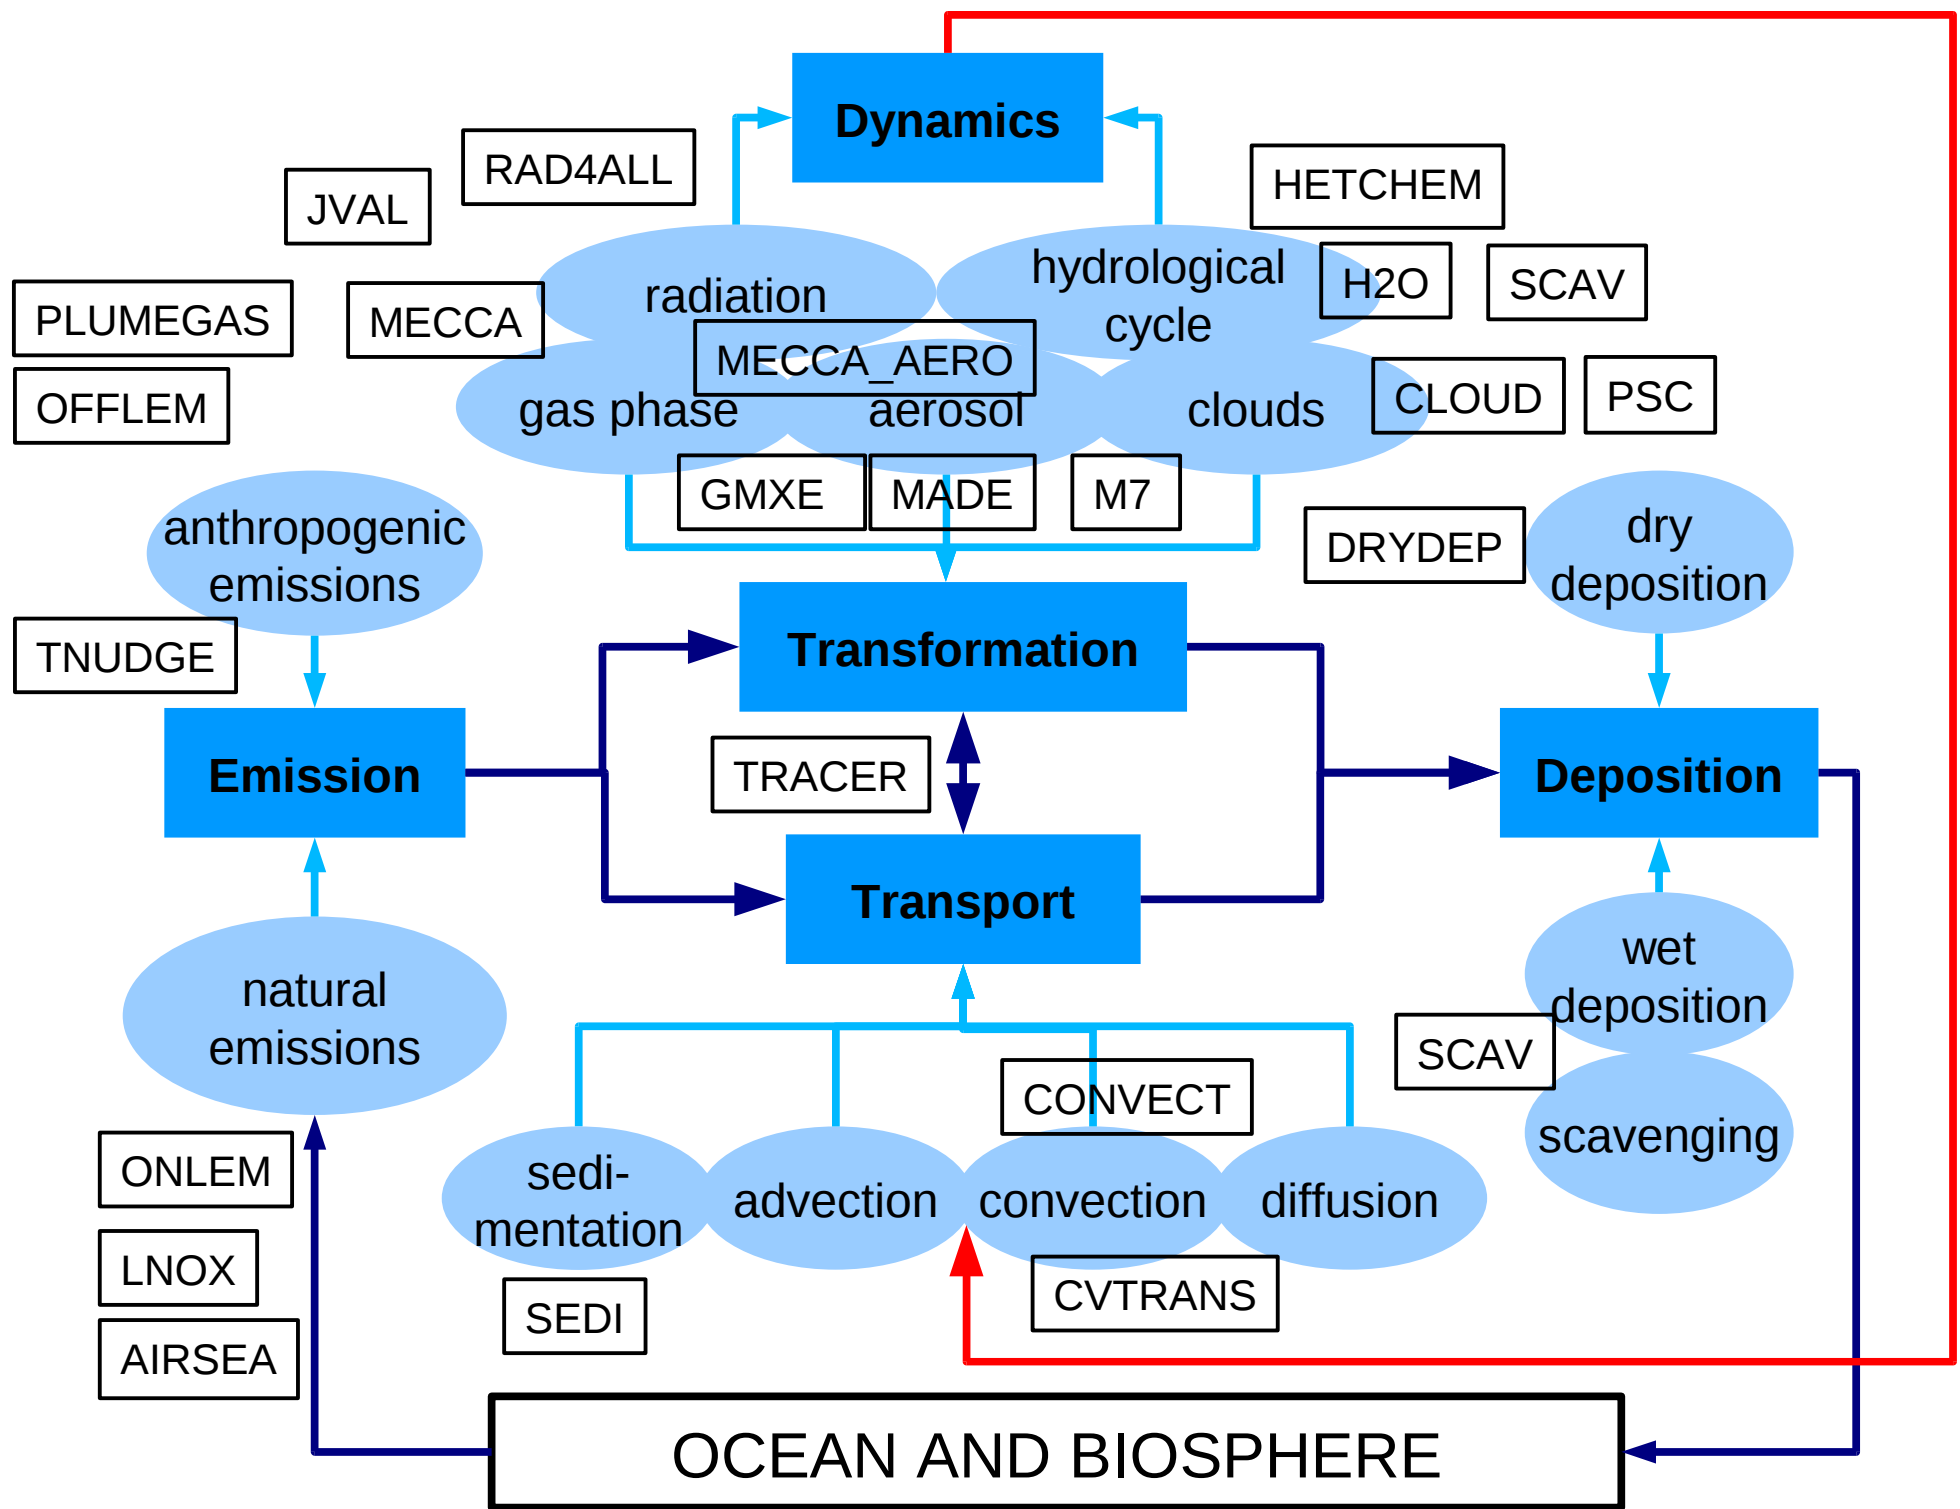 Dynamics
RAD4ALL
JVAL
HETCHEM
hydrological
cycle
H2O
SCAV
radiation
PLUMEGAS
MECCA
MECCA_AERO
OFFLEM
gas phase
aerosol
clouds
CLOUD
PSC
GMXE
MADE
M7
anthropogenic
emissions
DRYDEP
dry
deposition
TNUDGE
Transformation
Emission
TRACER
Deposition
Transport
natural
emissions
wet
deposition
SCAV
CONVECT
scavenging
ONLEM
sedi-
mentation
advection
convection
diffusion
LNOX
SEDI
CVTRANS
AIRSEA
OCEAN AND BIOSPHERE